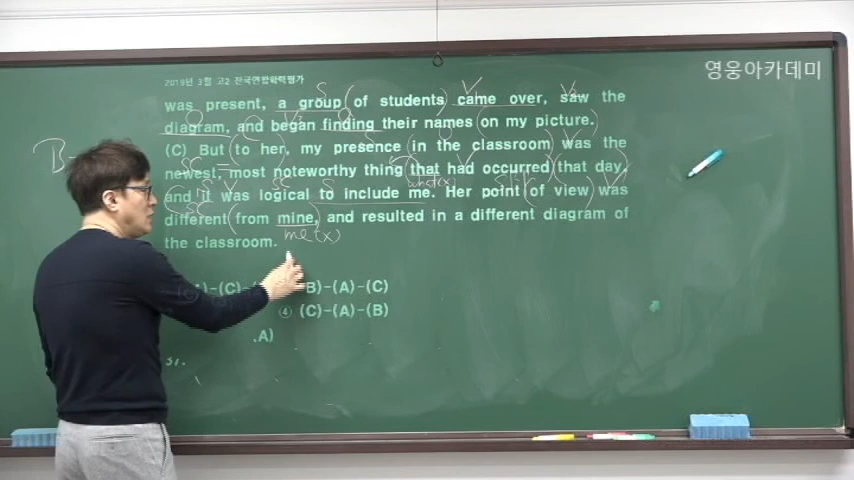 영웅아카데미
2019년 3월 고2 전국연합학력평가
was present, a group of students came over, saw the
diagram, and began finding their names on my picture.
(C) But to her, my presence in the classroom was the
newest, most noteworthy thing that had occurred that day,
what(x)
and it was logical to include me. Her point of view was
different from mine, and resulted in a different diagram of
me(x)
the classroom.
B)-(A)-(C)
④ (C)-(A)-(B)